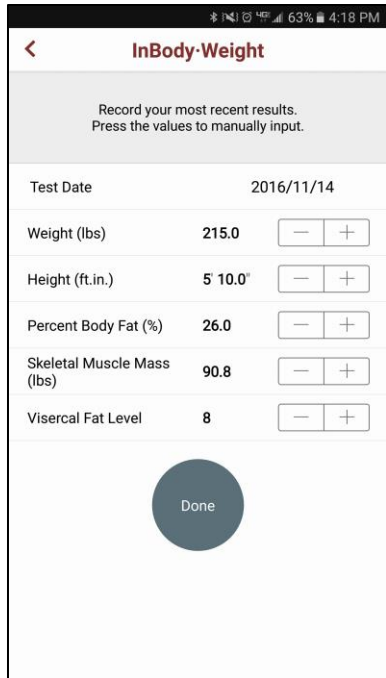 63% 4:18 PM
InBody·Weight
Record your most recent results.
Press the values to manually input.
Test Date 2016/11/14
Weight (lbs) 215.0 — +
Height (ft.in.) 5' 10.0" — +
Percent Body Fat (%) 26.0 — +
Skeletal Muscle Mass
(lbs) 90.8 — +
Visercal Fat Level 8 — +
Done